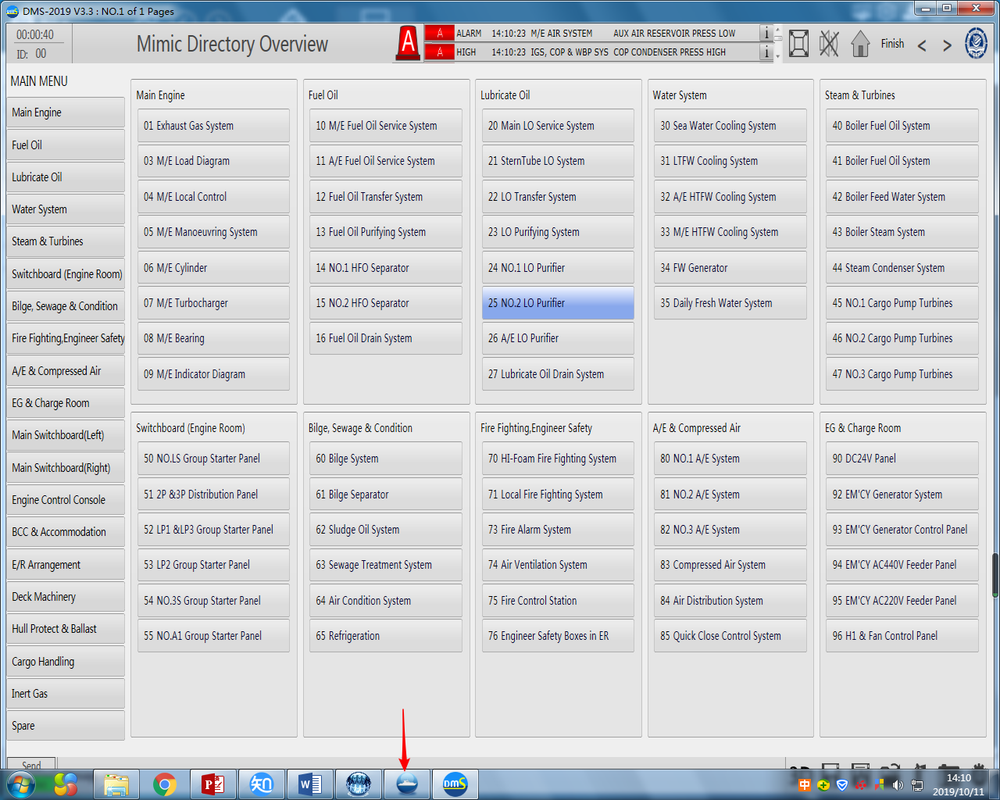 DMS-2019 V3.3 : NO.1 of 1 Pages
00:00:40
ID: 00
Mimic Directory Overview
A
A ALARM 14:10:23 M/E AIR SYSTEM AUX AIR RESERVOIR PRESS LOW i
A HIGH 14:10:23 IGS, COP & WBP SYS COP CONDENSER PRESS HIGH i
Finish < >
MAIN MENU
Main Engine
Fuel Oil
Lubricate Oil
Water System
Steam & Turbines
Switchboard (Engine Room)
Bilge, Sewage & Condition
Fire Fighting,Engineer Safety
A/E & Compressed Air
EG & Charge Room
Main Switchboard(Left)
Main Switchboard(Right)
Engine Control Console
BCC & Accommodation
E/R Arrangement
Deck Machinery
Hull Protect & Ballast
Cargo Handling
Inert Gas
Spare
Main Engine
01 Exhaust Gas System
03 M/E Load Diagram
04 M/E Local Control
05 M/E Manoeuvring System
06 M/E Cylinder
07 M/E Turbocharger
08 M/E Bearing
09 M/E Indicator Diagram
Fuel Oil
10 M/E Fuel Oil Service System
11 A/E Fuel Oil Service System
12 Fuel Oil Transfer System
13 Fuel Oil Purifying System
14 NO.1 HFO Separator
15 NO.2 HFO Separator
16 Fuel Oil Drain System
Lubricate Oil
20 Main LO Service System
21 SternTube LO System
22 LO Transfer System
23 LO Purifying System
24 NO.1 LO Purifier
25 NO.2 LO Purifier
26 A/E LO Purifier
27 Lubricate Oil Drain System
Water System
30 Sea Water Cooling System
31 LTFW Cooling System
32 A/E HTFW Cooling System
33 M/E HTFW Cooling System
34 FW Generator
35 Daily Fresh Water System
Steam & Turbines
40 Boiler Fuel Oil System
41 Boiler Fuel Oil System
42 Boiler Feed Water System
43 Boiler Steam System
44 Steam Condenser System
45 NO.1 Cargo Pump Turbines
46 NO.2 Cargo Pump Turbines
47 NO.3 Cargo Pump Turbines
Switchboard (Engine Room)
50 NO.LS Group Starter Panel
51 2P &3P Distribution Panel
52 LP1 &LP3 Group Starter Panel
53 LP2 Group Starter Panel
54 NO.3S Group Starter Panel
55 NO.A1 Group Starter Panel
Bilge, Sewage & Condition
60 Bilge System
61 Bilge Separator
62 Sludge Oil System
63 Sewage Treatment System
64 Air Condition System
65 Refrigeration
Fire Fighting,Engineer Safety
70 HI-Foam Fire Fighting System
71 Local Fire Fighting System
73 Fire Alarm System
74 Air Ventilation System
75 Fire Control Station
76 Engineer Safety Boxes in ER
A/E & Compressed Air
80 NO.1 A/E System
81 NO.2 A/E System
82 NO.3 A/E System
83 Compressed Air System
84 Air Distribution System
85 Quick Close Control System
EG & Charge Room
90 DC24V Panel
92 EM'CY Generator System
93 EM'CY Generator Control Panel
94 EM'CY AC440V Feeder Panel
95 EM'CY AC220V Feeder Panel
96 H1 & Fan Control Panel
Send
知
W
DMS
中
14:10
2019/10/11